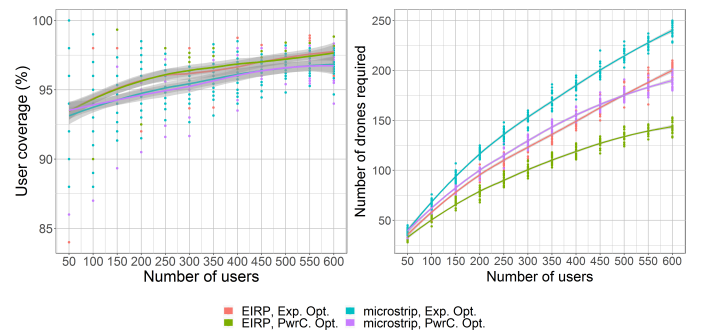 User coverage (%)
100
95
90
85
50 100 150 200 250 300 350 400 450 500 550 600
Number of users
Number of drones required
250
200
150
100
50
50 100 150 200 250 300 350 400 450 500 550 600
Number of users
EIRP, Exp. Opt. microstrip, Exp. Opt.
EIRP, PwrC. Opt. microstrip, PwrC. Opt.